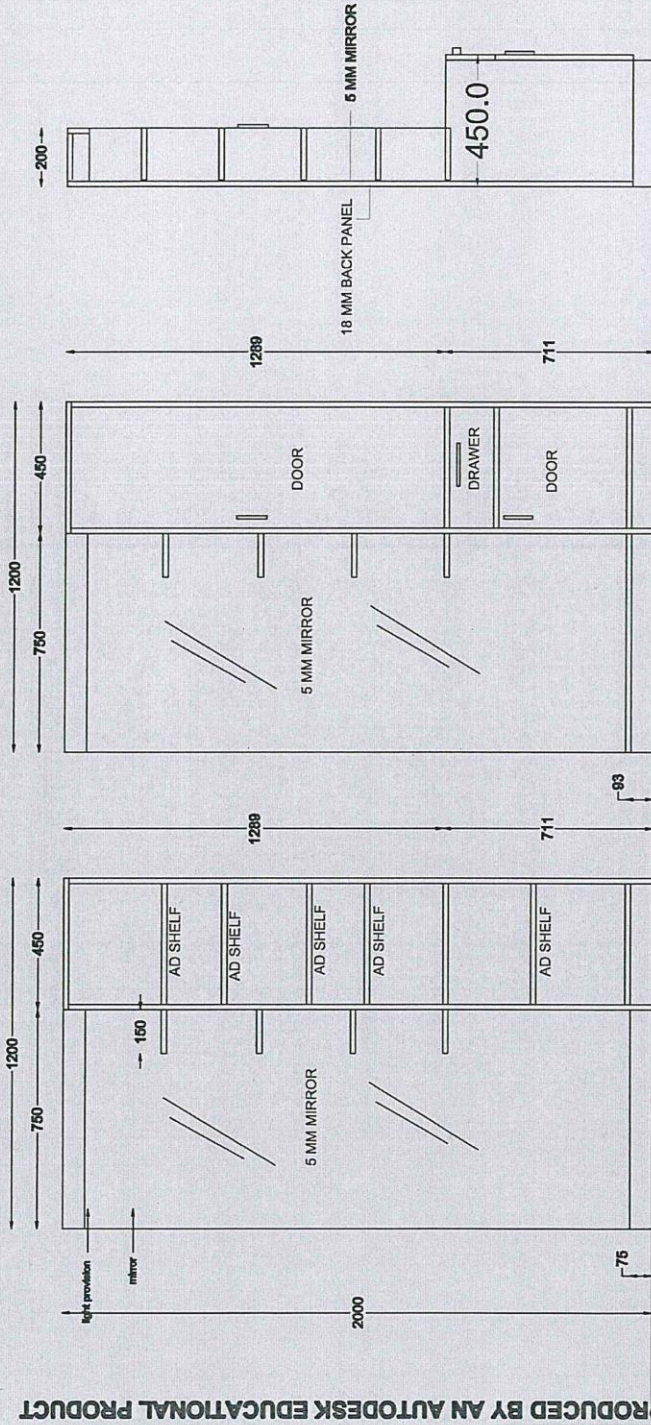 PRODUCED BY AN AUTODESK EDUCATIONAL PRODUCT
1200
750
450
light provision
mirror
150
5 MM MIRROR
AD SHELF
AD SHELF
AD SHELF
AD SHELF
AD SHELF
2000
75
1289
711
93
1200
750
450
5 MM MIRROR
DOOR
DRAWER
DOOR
1289
711
200
18 MM BACK PANEL
5 MM MIRROR
450.0